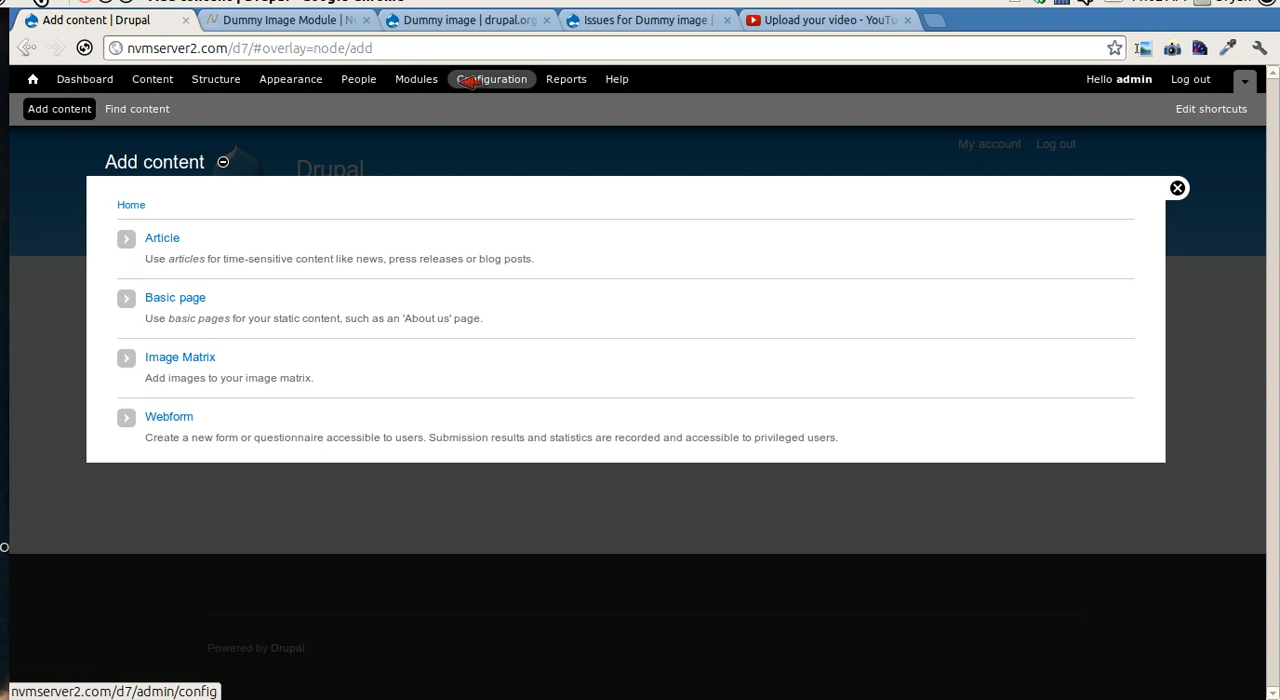 Add content | Drupal
Dummy Image Module | N
Dummy image | drupal.org
Issues for Dummy image |
Upload your video - YouTu
nvmserver2.com/d7/#overlay=node/add
Dashboard Content Structure Appearance People Modules Configuration Reports Help
Hello admin Log out
Add content Find content
Edit shortcuts
My account Log out
Add content
Drupal
Home
Article
Use articles for time-sensitive content like news, press releases or blog posts.
Basic page
Use basic pages for your static content, such as an 'About us' page.
Image Matrix
Add images to your image matrix.
Webform
Create a new form or questionnaire accessible to users. Submission results and statistics are recorded and accessible to privileged users.
Powered by Drupal
nvmserver2.com/d7/admin/config